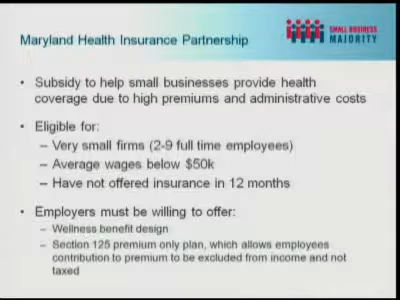 Maryland Health Insurance Partnership
SMALL BUSINESS
MAJORITY
• Subsidy to help small businesses provide health
coverage due to high premiums and administrative costs
• Eligible for:
– Very small firms (2-9 full time employees)
– Average wages below $50k
– Have not offered insurance in 12 months
• Employers must be willing to offer:
– Wellness benefit design
– Section 125 premium only plan, which allows employees
contribution to premium to be excluded from income and not
taxed